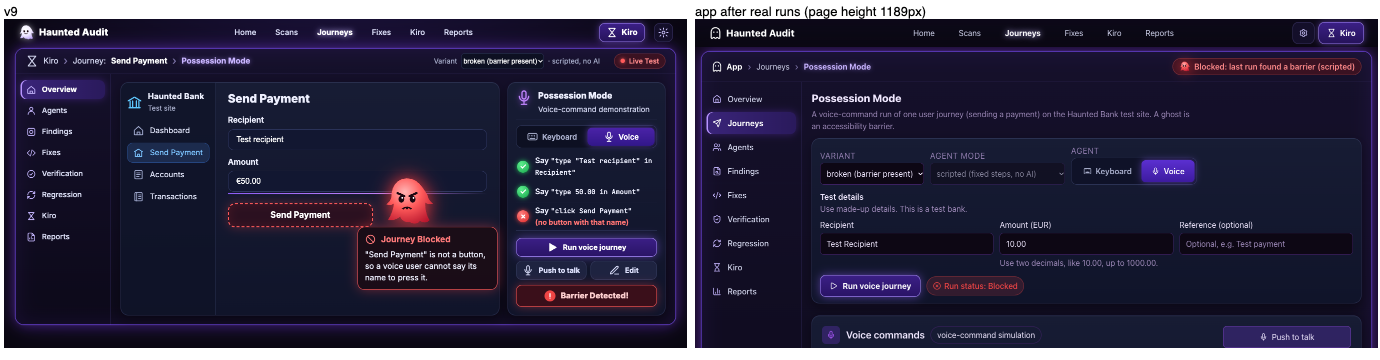 v9
Haunted Audit
Home Scans Journeys Fixes Kiro Reports
Kiro
Kiro > Journey: Send Payment > Possession Mode
Variant broken (barrier present) · scripted, no AI Live Test
Overview
Agents
Findings
Fixes
Verification
Regression
Kiro
Reports
Haunted Bank
Test site
Dashboard
Send Payment
Accounts
Transactions
Send Payment
Recipient
Test recipient
Amount
€50.00
Send Payment
Journey Blocked
"Send Payment" is not a button,
so a voice user cannot say its
name to press it.
Possession Mode
Voice-command demonstration
Keyboard Voice
Say "type "Test recipient" in
Recipient"
Say "type 50.00 in Amount"
Say "click Send Payment"
(no button with that name)
Run voice journey
Push to talk Edit
Barrier Detected!
app after real runs (page height 1189px)
Haunted Audit
Home Scans Journeys Fixes Kiro Reports
Kiro
App > Journeys > Possession Mode
Blocked: last run found a barrier (scripted)
Overview
Journeys
Agents
Findings
Fixes
Verification
Regression
Kiro
Reports
Possession Mode
A voice-command run of one user journey (sending a payment) on the Haunted Bank test site. A ghost is
an accessibility barrier.
VARIANT AGENT MODE AGENT
broken (barrier present) scripted (fixed steps, no AI) Keyboard Voice
Test details
Use made-up details. This is a test bank.
Recipient Amount (EUR) Reference (optional)
Test Recipient 10.00 Optional, e.g. Test payment
Use two decimals, like 10.00, up to 1000.00.
Run voice journey Run status: Blocked
Voice commands voice-command simulation Push to talk